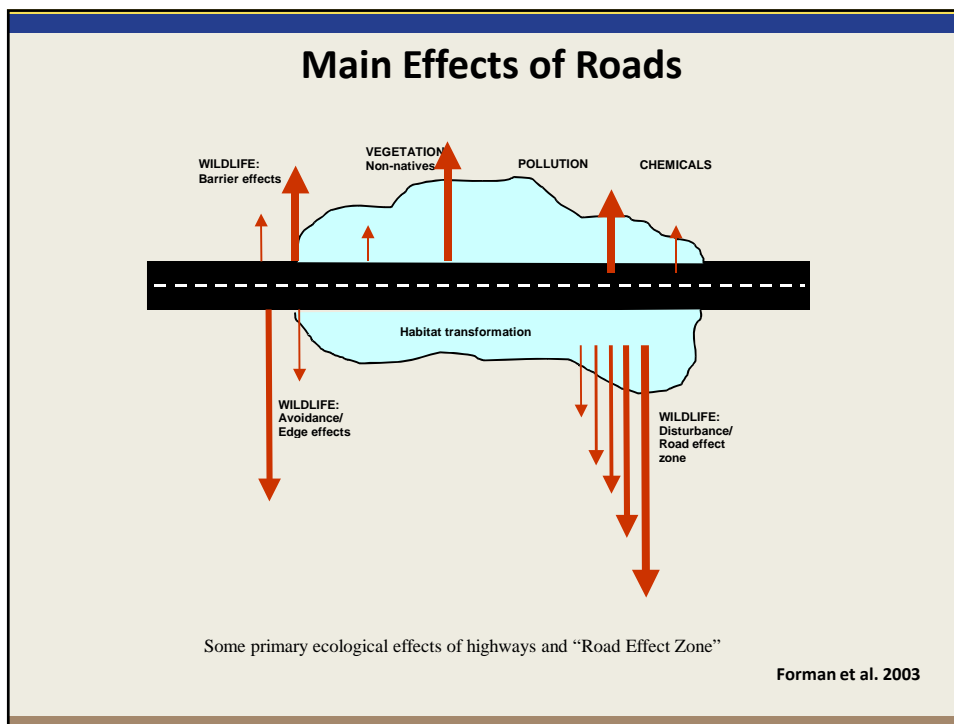 Main Effects of Roads
WILDLIFE:
Barrier effects
VEGETATION
Non-natives
POLLUTION
CHEMICALS
Habitat transformation
WILDLIFE:
Avoidance/
Edge effects
WILDLIFE:
Disturbance/
Road effect
zone
Some primary ecological effects of highways and “Road Effect Zone”
Forman et al. 2003